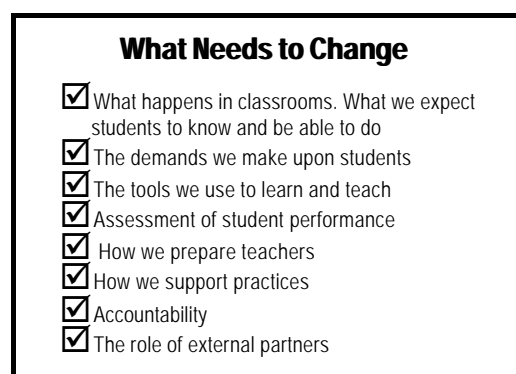 What Needs to Change
☑ What happens in classrooms. What we expect
students to know and be able to do
☑ The demands we make upon students
☑ The tools we use to learn and teach
☑ Assessment of student performance
☑ How we prepare teachers
☑ How we support practices
☑ Accountability
☑ The role of external partners